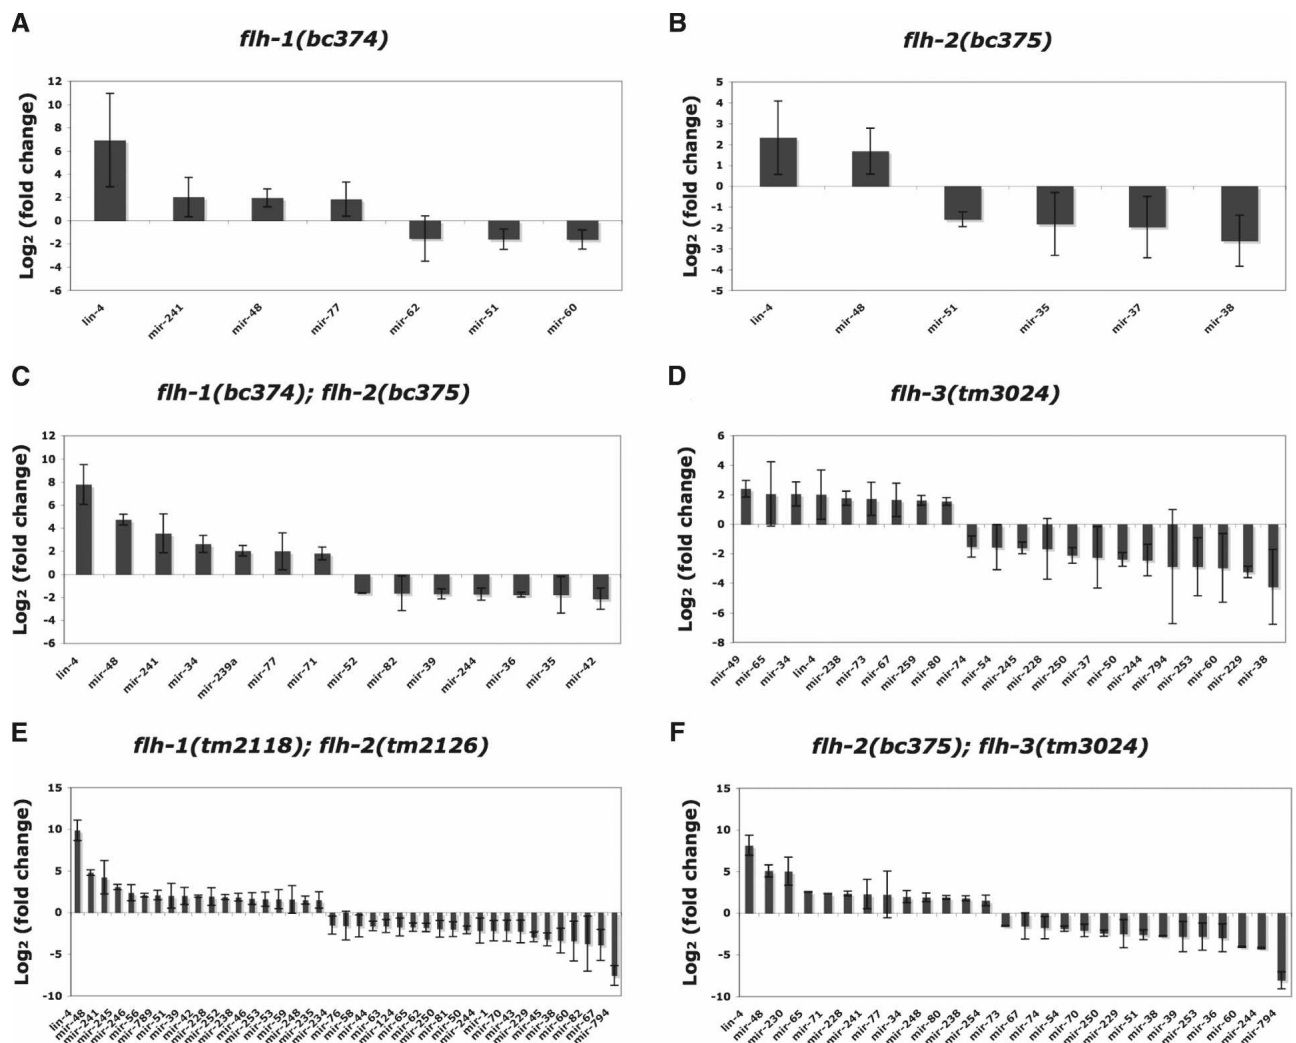 A
flh-1(bc374)
Log₂ (fold change)
12
10
8
6
4
2
0
-2
-4
-6
lin-4
mir-241
mir-48
mir-77
mir-62
mir-51
mir-60
B
flh-2(bc375)
Log₂ (fold change)
5
4
3
2
1
0
-1
-2
-3
-4
-5
lin-4
mir-48
mir-51
mir-35
mir-37
mir-38
C
flh-1(bc374); flh-2(bc375)
Log₂ (fold change)
12
10
8
6
4
2
0
-2
-4
-6
lin-4
mir-48
mir-241
mir-34
mir-239a
mir-77
mir-71
mir-52
mir-82
mir-39
mir-244
mir-36
mir-35
mir-42
D
flh-3(tm3024)
Log₂ (fold change)
6
4
2
0
-2
-4
-6
-8
mir-49
mir-65
mir-34
lin-4
mir-238
mir-73
mir-67
mir-259
mir-80
mir-74
mir-54
mir-245
mir-228
mir-250
mir-37
mir-50
mir-244
mir-794
mir-253
mir-60
mir-229
mir-38
E
flh-1(tm2118); flh-2(tm2126)
Log₂ (fold change)
15
10
5
0
-5
-10
lin-4
mir-48
mir-241
mir-245
mir-246
mir-56
mir-789
mir-51
mir-39
mir-42
mir-228
mir-252
mir-238
mir-46
mir-253
mir-53
mir-59
mir-248
mir-235
mir-234
mir-76
mir-58
mir-44
mir-63
mir-124
mir-65
mir-62
mir-250
mir-81
mir-50
mir-244
mir-1
mir-70
mir-43
mir-229
mir-45
mir-38
mir-60
mir-82
mir-67
mir-794
F
flh-2(bc375); flh-3(tm3024)
Log₂ (fold change)
15
10
5
0
-5
-10
lin-4
mir-48
mir-230
mir-65
mir-71
mir-228
mir-241
mir-77
mir-34
mir-248
mir-80
mir-238
mir-254
mir-73
mir-67
mir-74
mir-54
mir-70
mir-250
mir-229
mir-51
mir-38
mir-39
mir-253
mir-36
mir-60
mir-244
mir-794